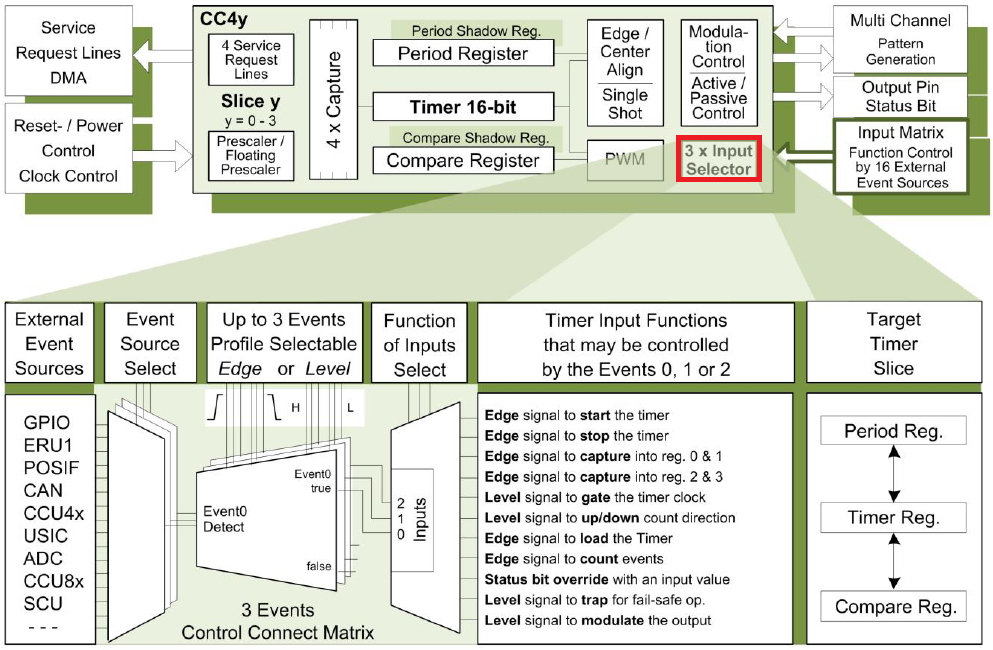 Service
Request Lines
DMA
Reset- / Power
Control
Clock Control
CC4y
4 Service
Request
Lines
Slice y
y = 0 - 3
Prescaler /
Floating
Prescaler
4 x Capture
Period Shadow Reg.
Period Register
Timer 16-bit
Compare Shadow Reg.
Compare Register
Edge /
Center
Align
Single
Shot
PWM
Modula-
tion
Control
Active /
Passive
Control
3 x Input
Selector
Multi Channel
Pattern
Generation
Output Pin
Status Bit
Input Matrix
Function Control
by 16 External
Event Sources
External
Event
Sources
Event
Source
Select
Up to 3 Events
Profile Selectable
Edge or Level
Function
of Inputs
Select
Timer Input Functions
that may be controlled
by the Events 0, 1 or 2
Target
Timer
Slice
GPIO
ERU1
POSIF
CAN
CCU4x
USIC
ADC
CCU8x
SCU
- - -
H
L
Event0
Detect
Event0
true
false
2
1
0
Inputs
3 Events
Control Connect Matrix
Edge signal to start the timer
Edge signal to stop the timer
Edge signal to capture into reg. 0 & 1
Edge signal to capture into reg. 2 & 3
Level signal to gate the timer clock
Level signal to up/down count direction
Edge signal to load the Timer
Edge signal to count events
Status bit override with an input value
Level signal to trap for fail-safe op.
Level signal to modulate the output
Period Reg.
Timer Reg.
Compare Reg.